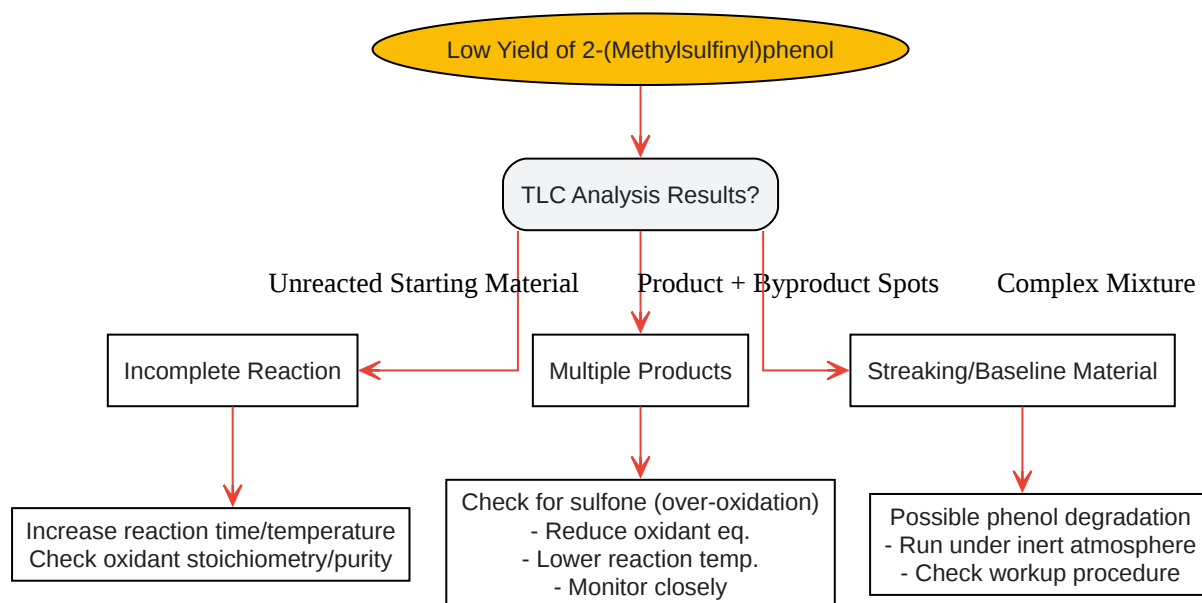 Low Yield of 2-(Methylsulfinyl)phenol
TLC Analysis Results?
Unreacted Starting Material
Product + Byproduct Spots
Complex Mixture
Incomplete Reaction
Multiple Products
Streaking/Baseline Material
Increase reaction time/temperature
Check oxidant stoichiometry/purity
Check for sulfone (over-oxidation)
- Reduce oxidant eq.
- Lower reaction temp.
- Monitor closely
Possible phenol degradation
- Run under inert atmosphere
- Check workup procedure